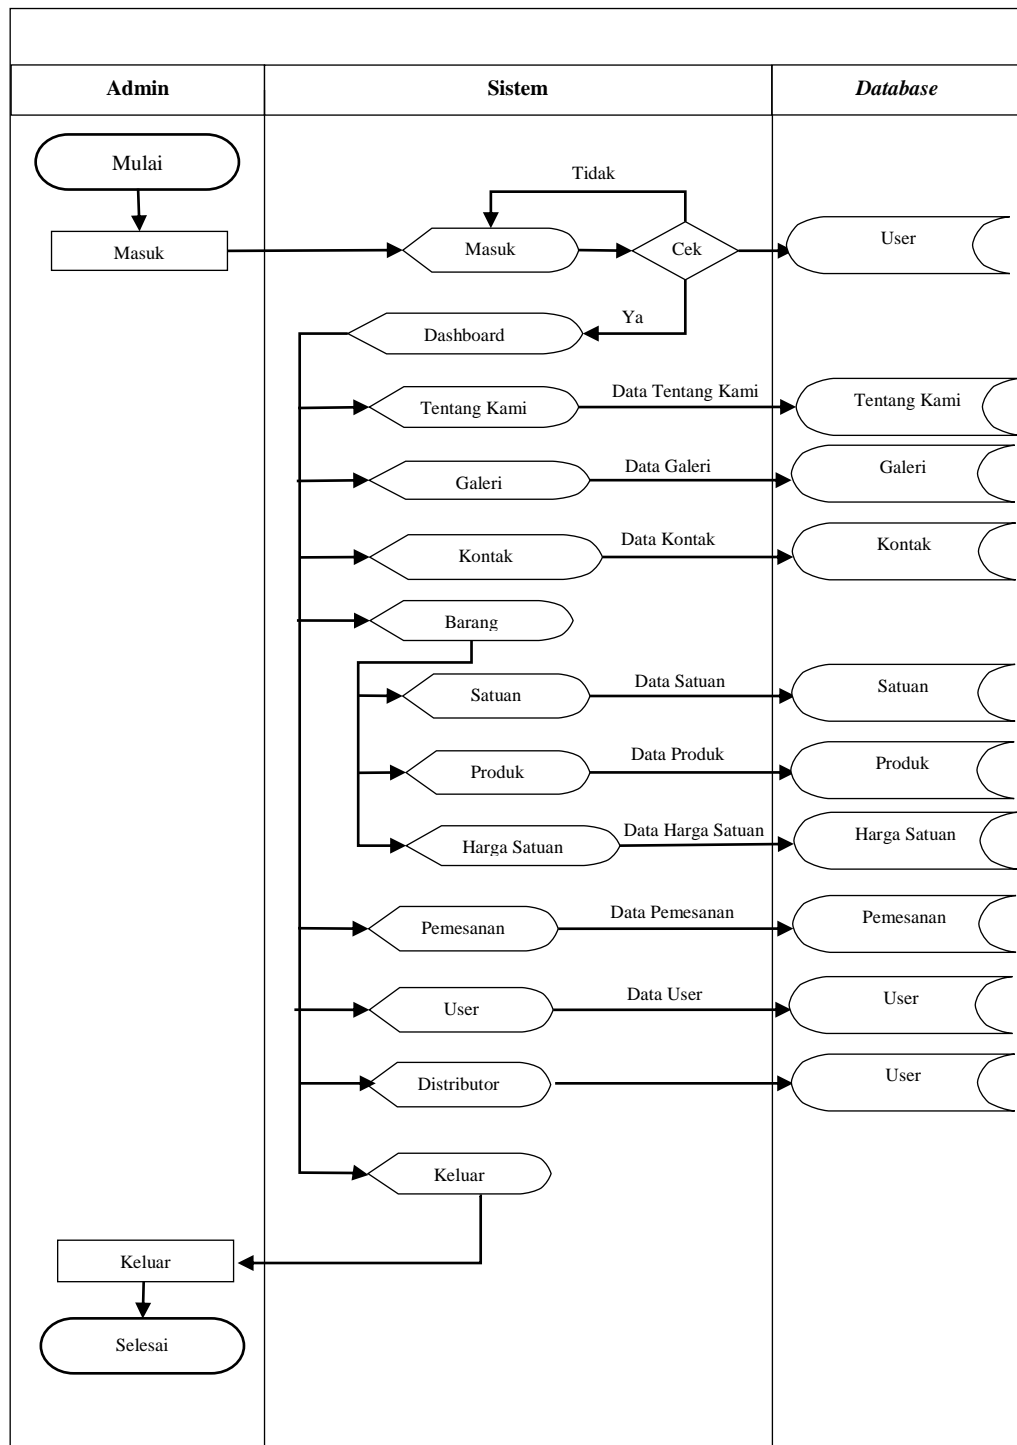 Admin
Sistem
Database
Mulai
Tidak
Masuk
Masuk
Cek
User
Ya
Dashboard
Tentang Kami
Data Tentang Kami
Tentang Kami
Galeri
Data Galeri
Galeri
Kontak
Data Kontak
Kontak
Barang
Satuan
Data Satuan
Satuan
Produk
Data Produk
Produk
Harga Satuan
Data Harga Satuan
Harga Satuan
Pemesanan
Data Pemesanan
Pemesanan
User
Data User
User
Distributor
User
Keluar
Keluar
Selesai